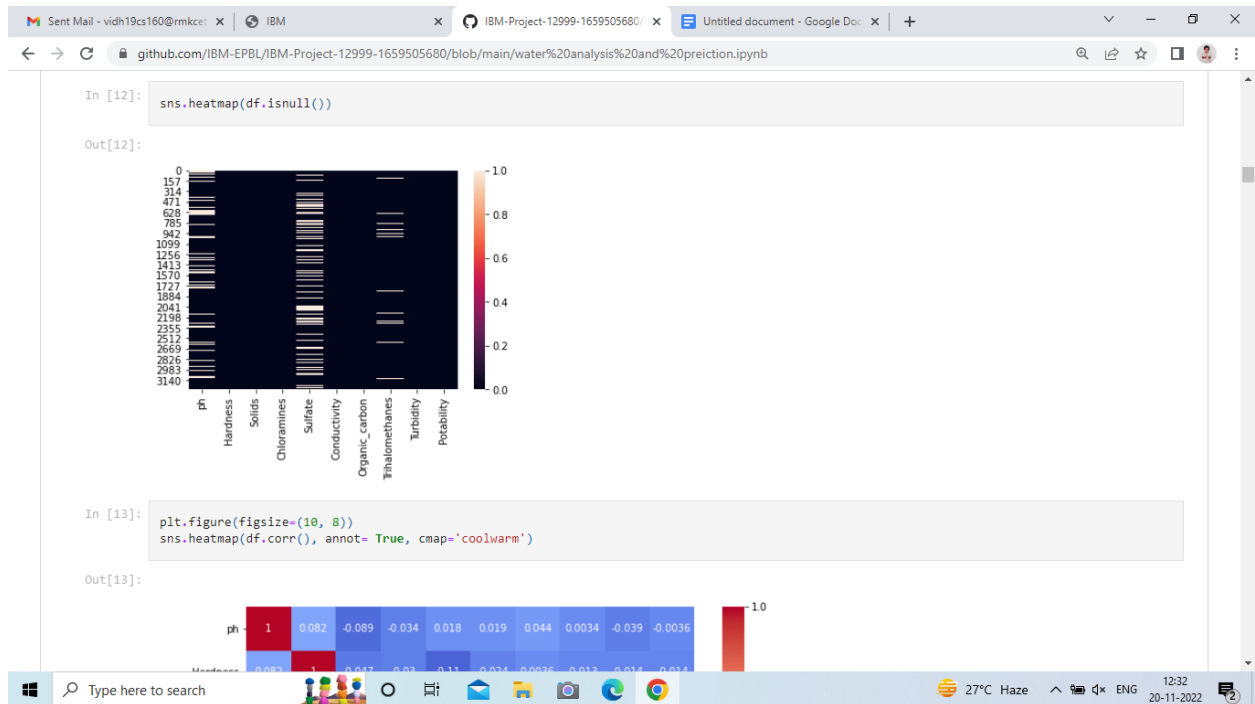 Sent Mail - vidh19cs160@rmkcet
IBM
IBM-Project-12999-1659505680/
Untitled document - Google Doc
github.com/IBM-EPBL/IBM-Project-12999-1659505680/blob/main/water%20analysis%20and%20preiction.ipynb
In [12]:
sns.heatmap(df.isnull())
Out[12]:
0
157
314
471
628
785
942
1099
1256
1413
1570
1727
1884
2041
2198
2355
2512
2669
2826
2983
3140
1.0
0.8
0.6
0.4
0.2
0.0
ph
Hardness
Solids
Chloramines
Sulfate
Conductivity
Organic_carbon
Trihalomethanes
Turbidity
Potability
In [13]:
plt.figure(figsize=(10, 8))
sns.heatmap(df.corr(), annot= True, cmap='coolwarm')
Out[13]:
ph 1 0.082 -0.089 -0.034 0.018 0.019 0.044 0.0034 -0.039 -0.0036
1.0
Type here to search
27°C Haze
ENG
12:32
20-11-2022
2